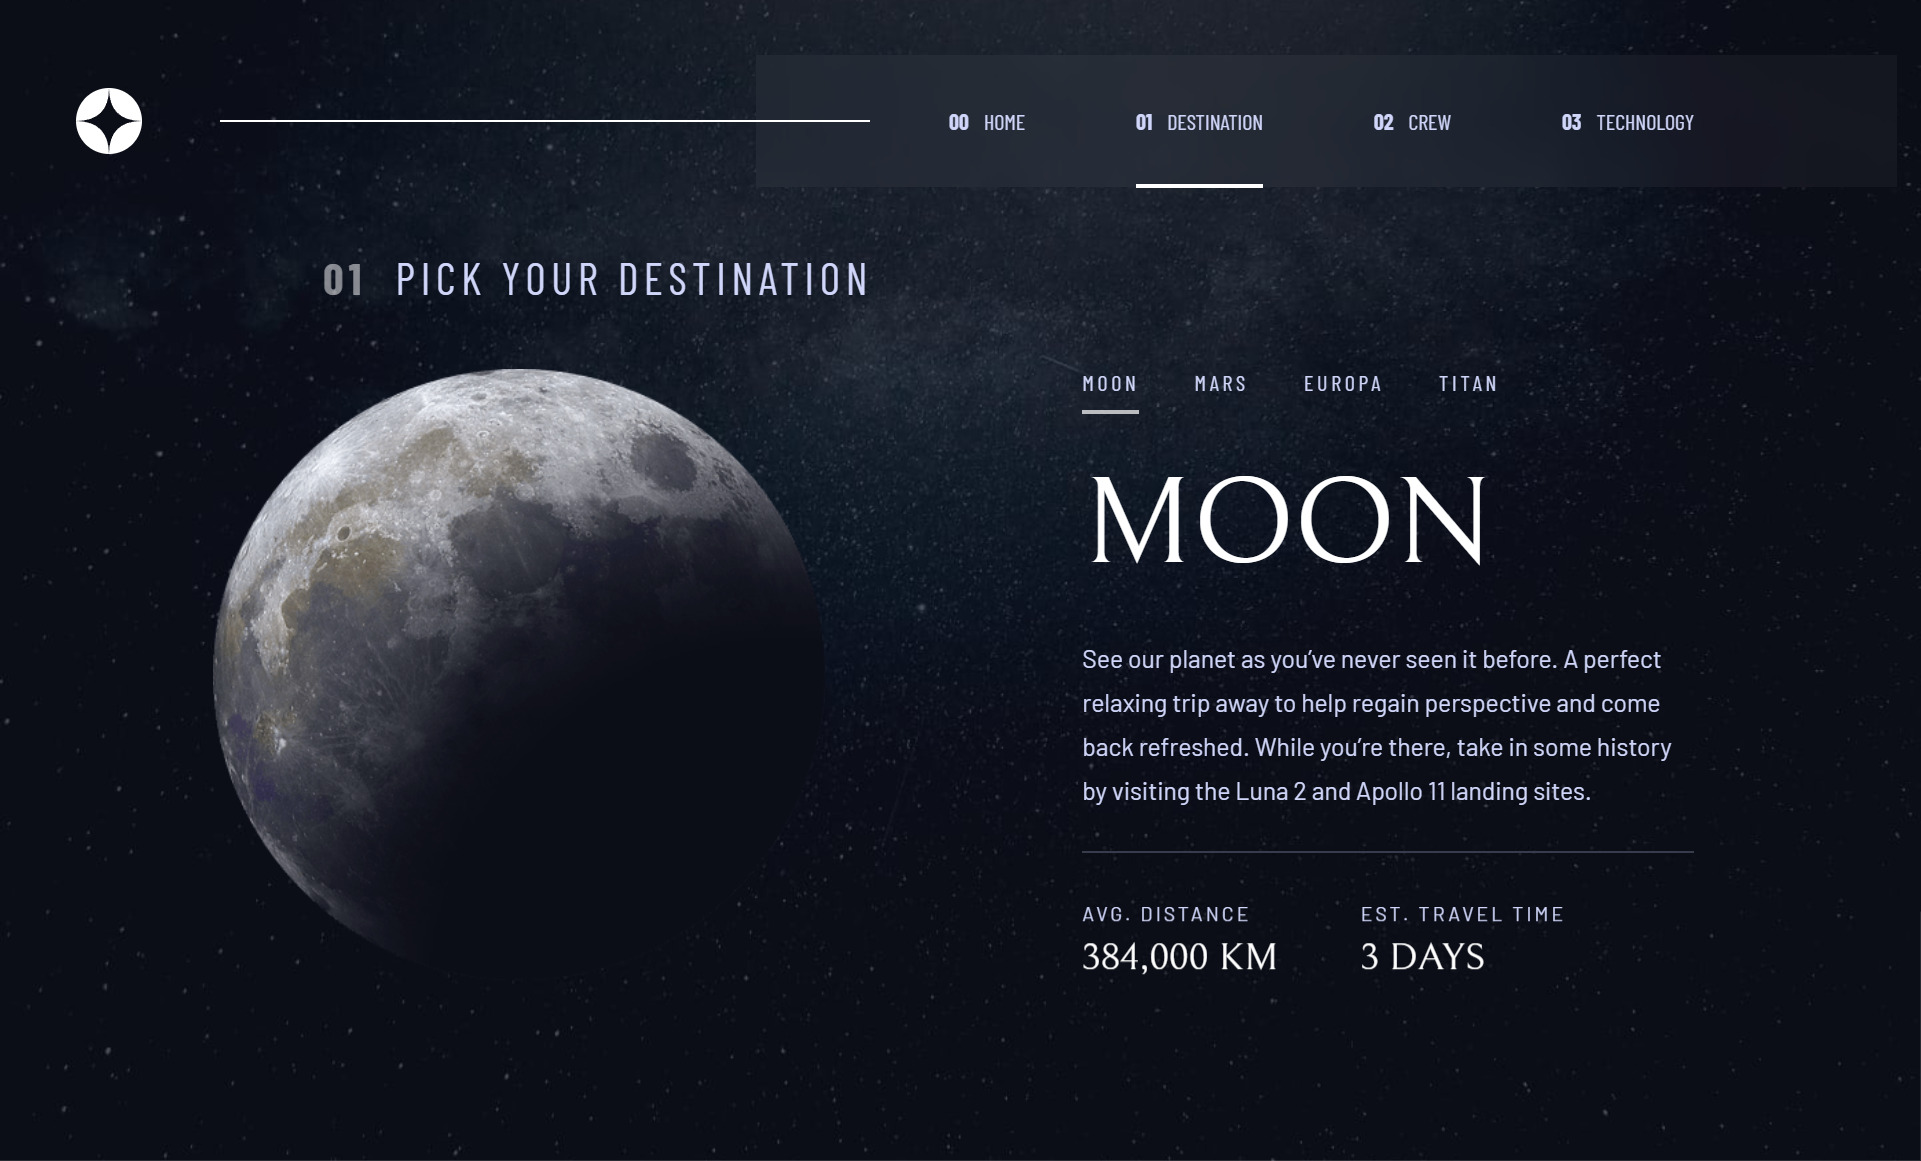 00 HOME 01 DESTINATION 02 CREW 03 TECHNOLOGY
01 PICK YOUR DESTINATION
MOON MARS EUROPA TITAN
MOON
See our planet as you’ve never seen it before. A perfect
relaxing trip away to help regain perspective and come
back refreshed. While you’re there, take in some history
by visiting the Luna 2 and Apollo 11 landing sites.
AVG. DISTANCE
384,000 KM
EST. TRAVEL TIME
3 DAYS